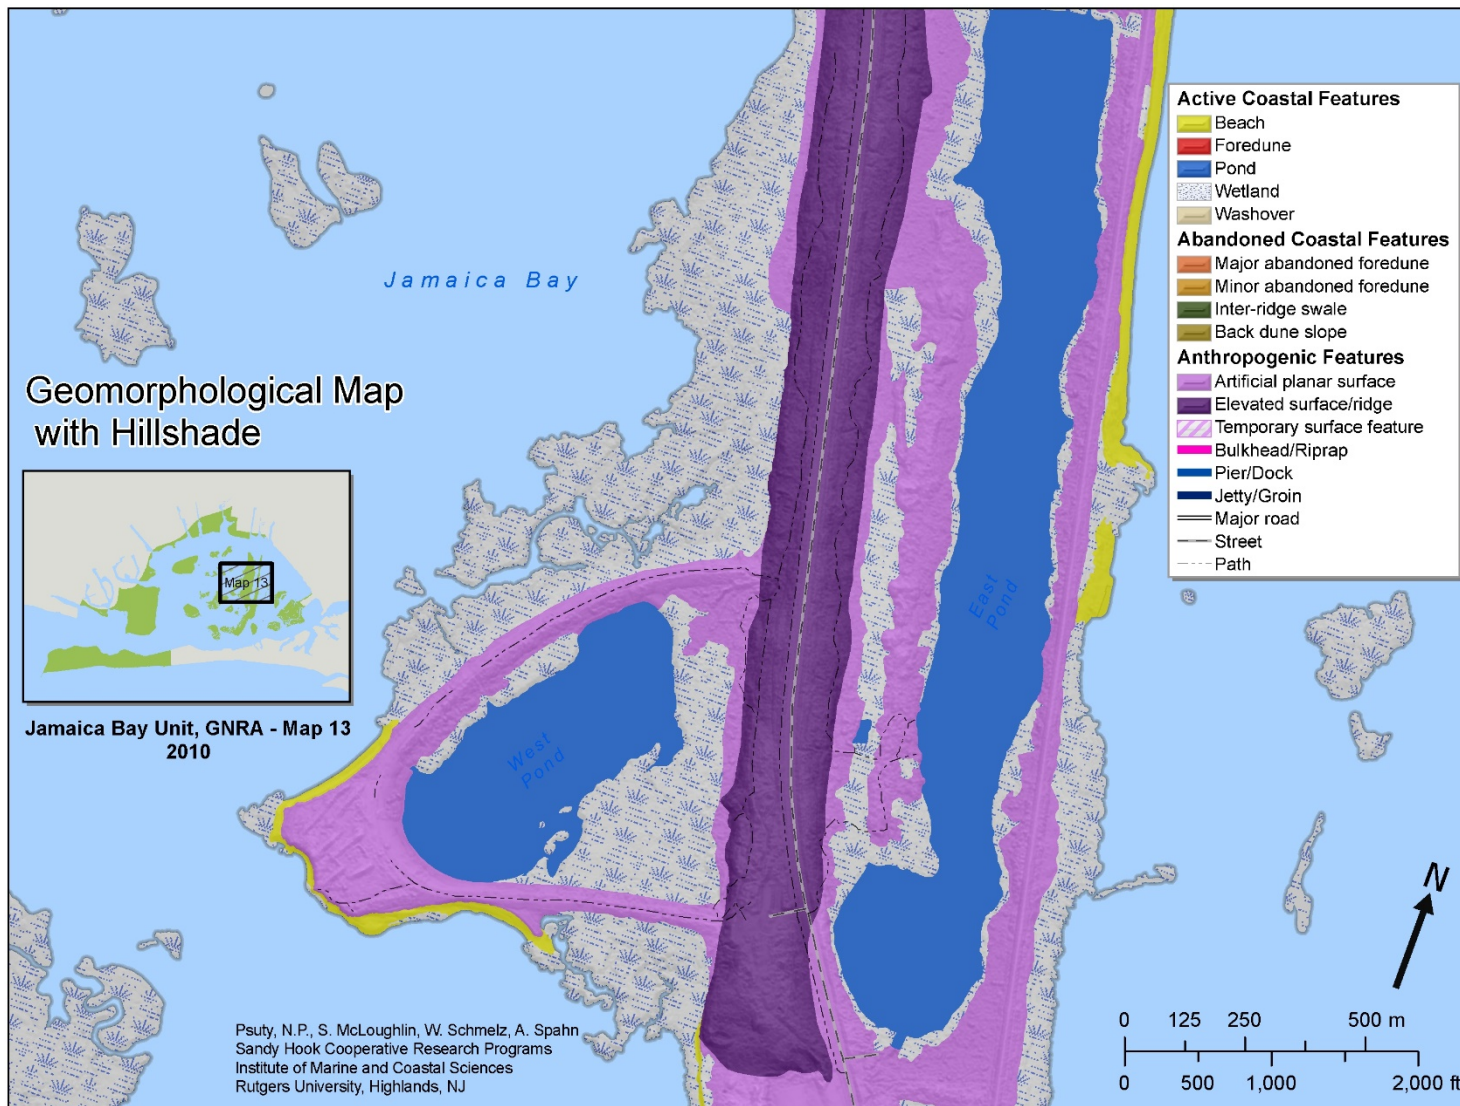 Jamaica Bay
Geomorphological Map
with Hillshade
Map 13
Jamaica Bay Unit, GNRA - Map 13
2010
West
Pond
East
Pond
Active Coastal Features
Beach
Foredune
Pond
Wetland
Washover
Abandoned Coastal Features
Major abandoned foredune
Minor abandoned foredune
Inter-ridge swale
Back dune slope
Anthropogenic Features
Artificial planar surface
Elevated surface/ridge
Temporary surface feature
Bulkhead/Riprap
Pier/Dock
Jetty/Groin
Major road
Street
Path
N
0 125 250 500 m
0 500 1,000 2,000 ft
Psuty, N.P., S. McLoughlin, W. Schmelz, A. Spahn
Sandy Hook Cooperative Research Programs
Institute of Marine and Coastal Sciences
Rutgers University, Highlands, NJ